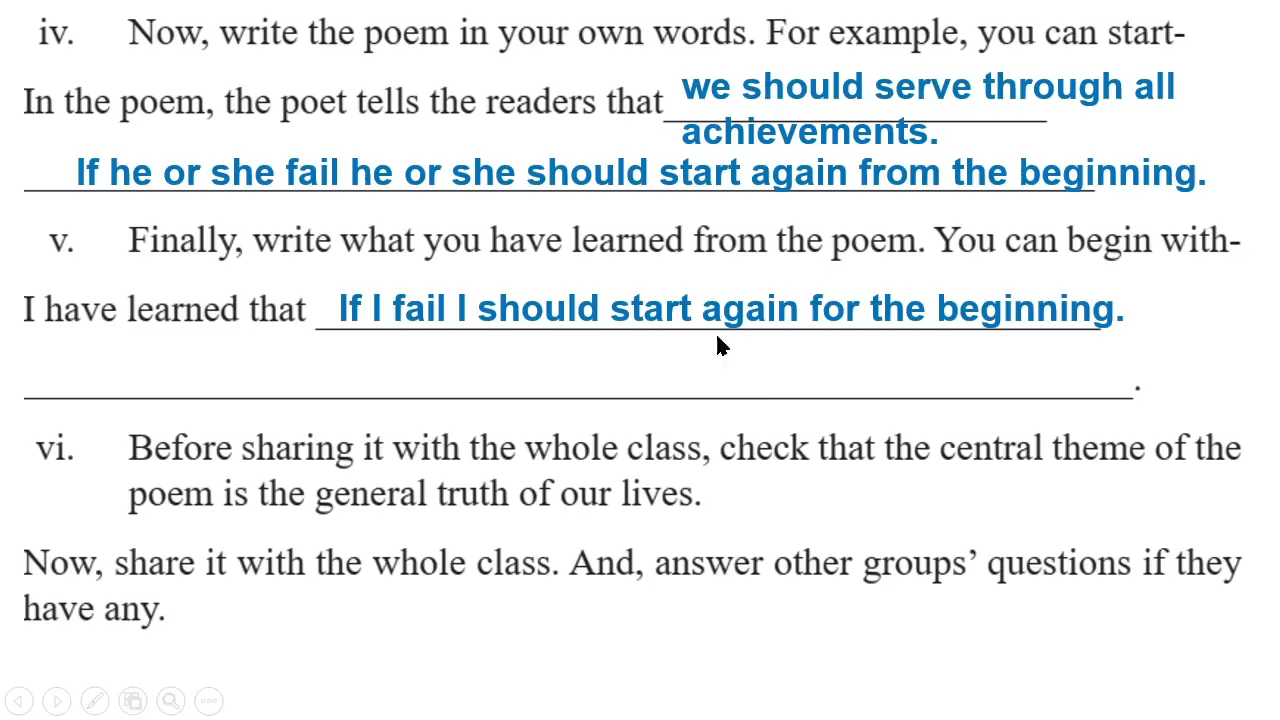 iv. Now, write the poem in your own words. For example, you can start-
In the poem, the poet tells the readers that we should serve through all
achievements.
If he or she fail he or she should start again from the beginning.
v. Finally, write what you have learned from the poem. You can begin with-
I have learned that If I fail I should start again for the beginning.
.
vi. Before sharing it with the whole class, check that the central theme of the
poem is the general truth of our lives.
Now, share it with the whole class. And, answer other groups’ questions if they
have any.